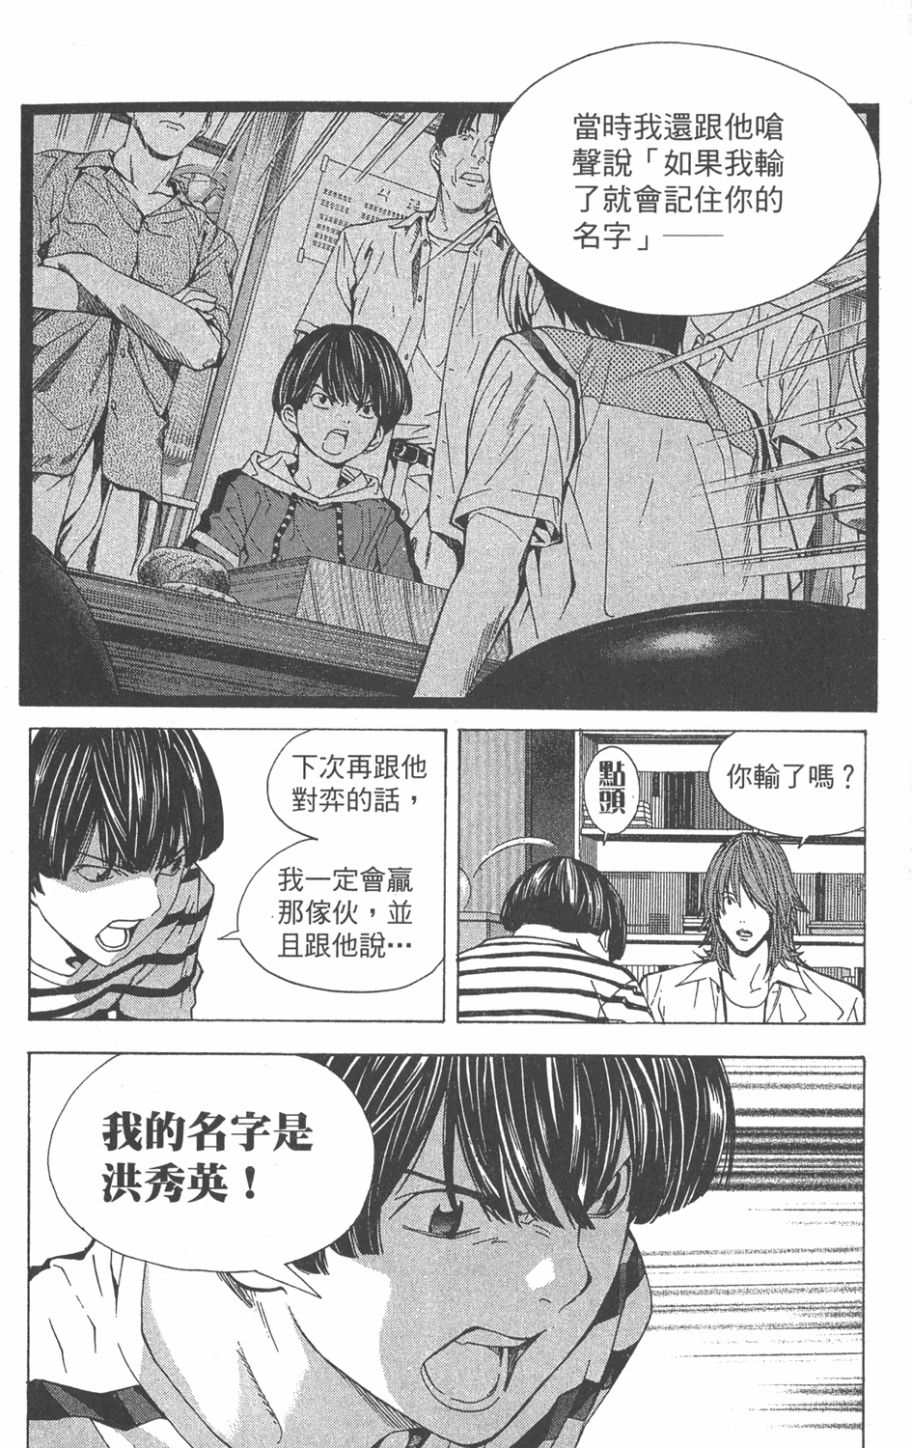 當時我還跟他嗆
聲說「如果我輸
了就會記住你的
名字」——
你輸了嗎？
點頭
下次再跟他
對弈的話，
我一定會贏
那傢伙，並
且跟他說…
我的名字是
洪秀英！